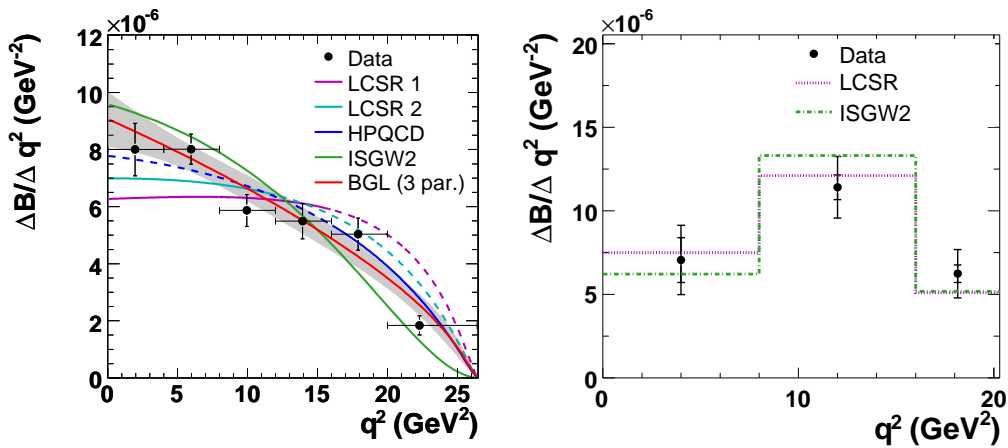 ×10⁻⁶
ΔB/Δ q² (GeV⁻²)
12
10
8
6
4
2
0
Data
LCSR 1
LCSR 2
HPQCD
ISGW2
BGL (3 par.)
0 5 10 15 20 25
q² (GeV²)
×10⁻⁶
ΔB/Δ q² (GeV⁻²)
20
15
10
5
0
Data
LCSR
ISGW2
0 10 20
q² (GeV²)